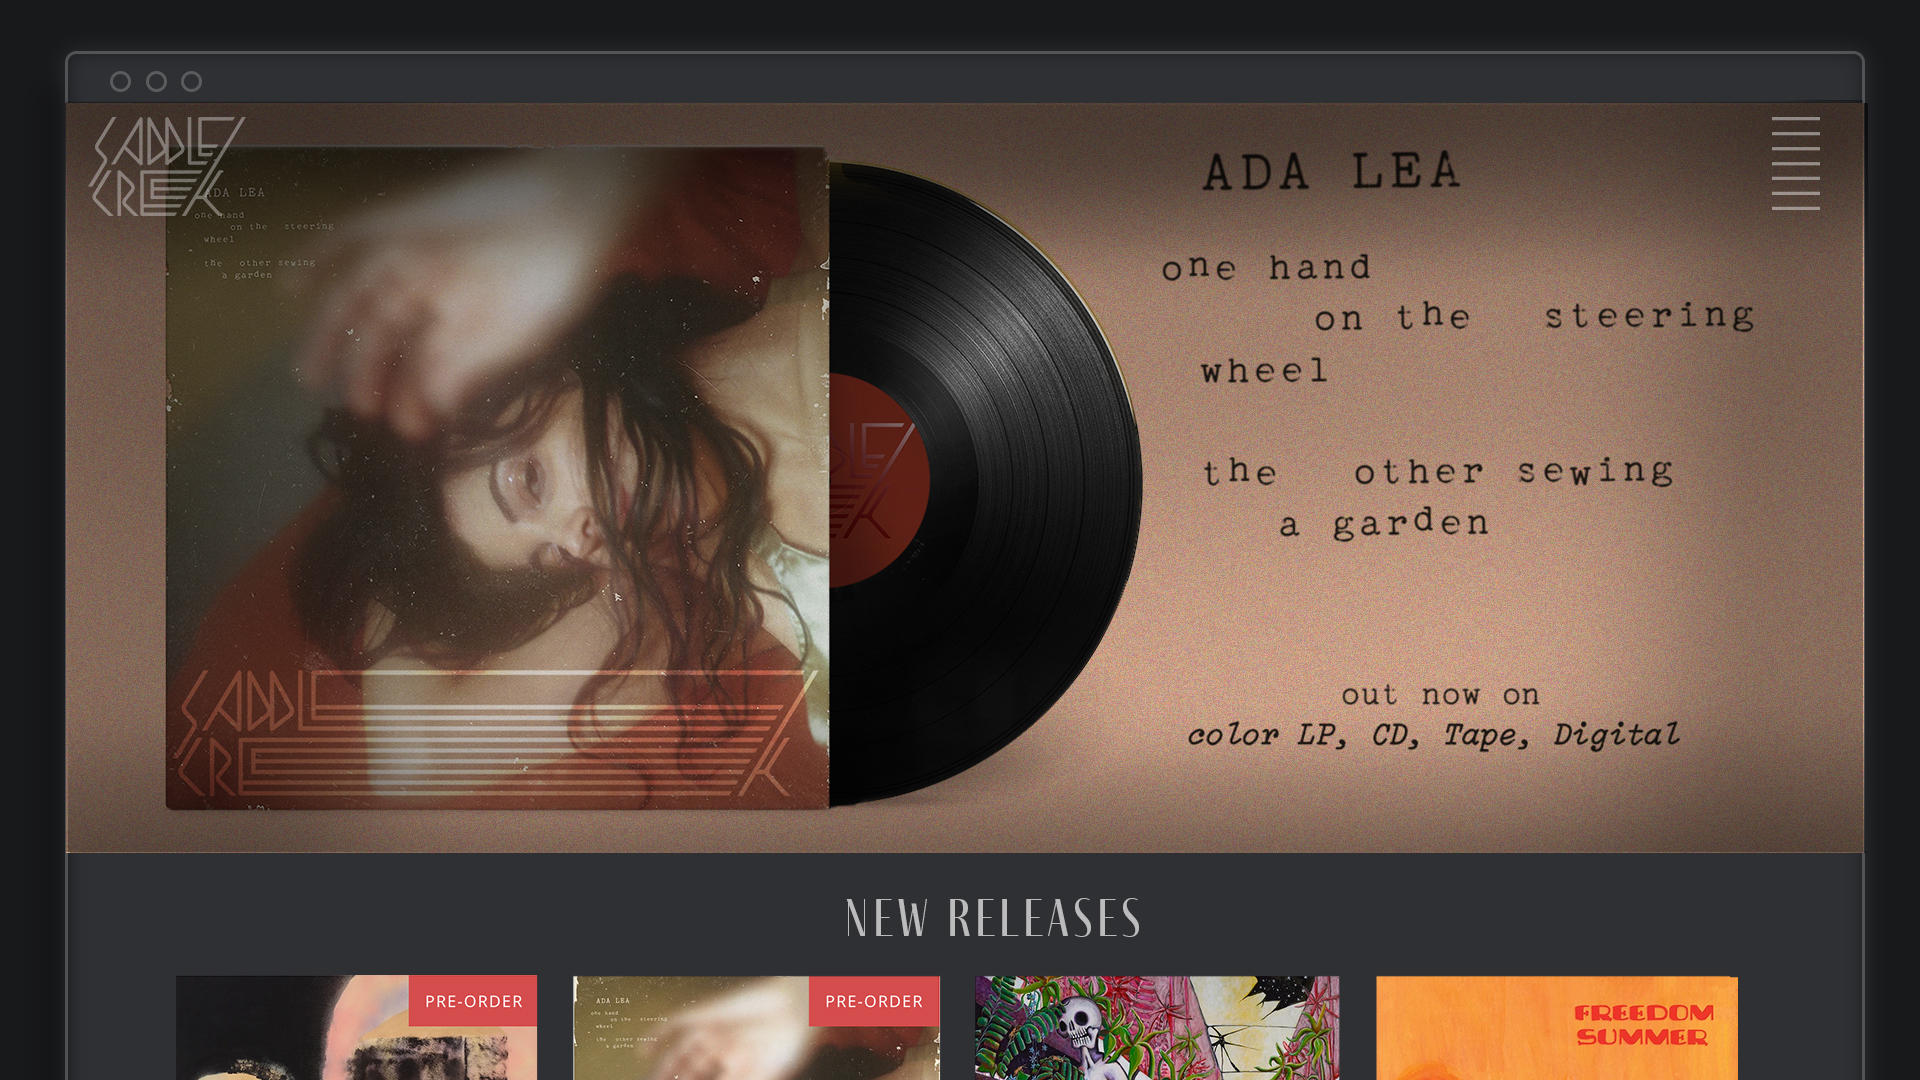 SADDLE
CREEK
ADA LEA
one hand
on the steering
wheel
the other sewing
a garden
SADDLE
CREEK
ADA LEA
one hand
on the steering
wheel
the other sewing
a garden
out now on
color LP, CD, Tape, Digital
NEW RELEASES
PRE-ORDER
ADA LEA
one hand
on the steering
wheel
the other sewing
a garden
PRE-ORDER
FREEDOM
SUMMER